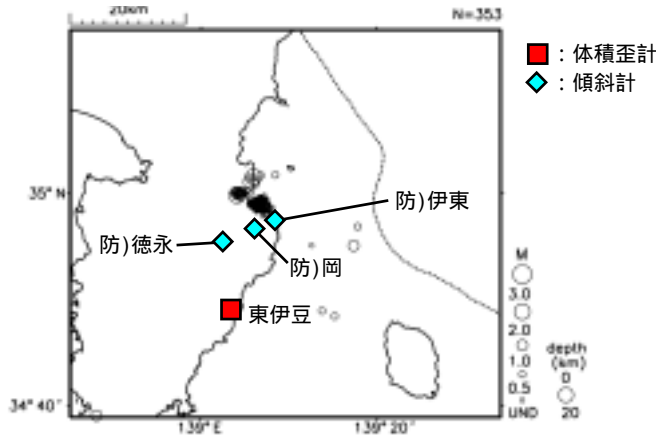 20km
N=353
：体積歪計
：傾斜計
35° N
防)伊東
防)徳永
防)岡
東伊豆
M
3.0
2.0
1.0
0.5
UND
depth
(km)
0
20
34° 40'
139° E
139° 20'